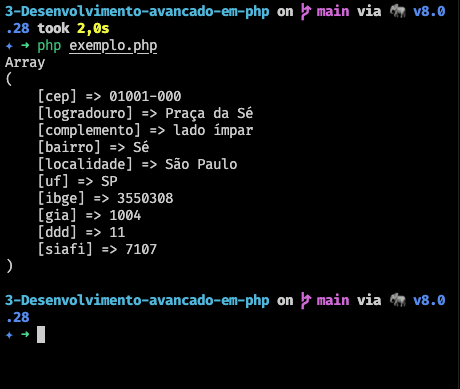 3-Desenvolvimento-avancado-em-php on main via 🐘 v8.0
.28 took 2,0s
✦ ➜ php exemplo.php
Array
(
    [cep] => 01001-000
    [logradouro] => Praça da Sé
    [complemento] => lado ímpar
    [bairro] => Sé
    [localidade] => São Paulo
    [uf] => SP
    [ibge] => 3550308
    [gia] => 1004
    [ddd] => 11
    [siafi] => 7107
)
3-Desenvolvimento-avancado-em-php on main via 🐘 v8.0
.28
✦ ➜